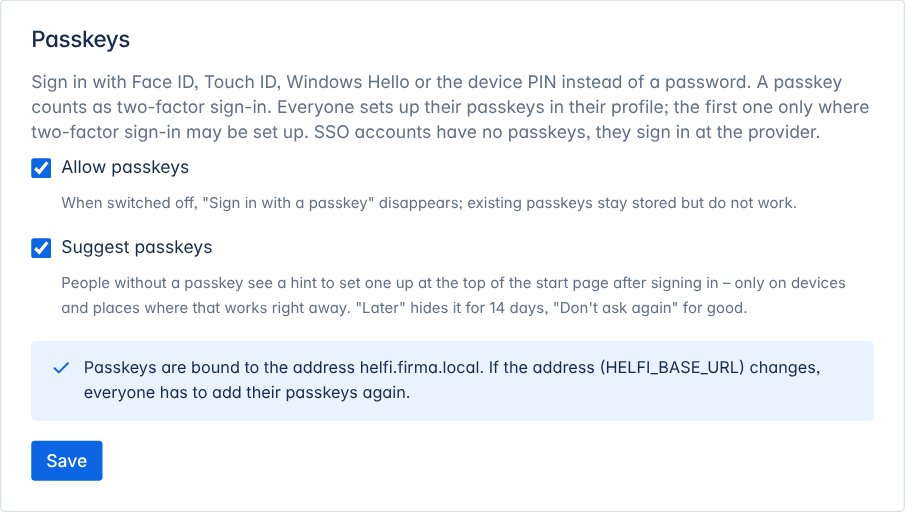 Passkeys
Sign in with Face ID, Touch ID, Windows Hello or the device PIN instead of a password. A passkey
counts as two-factor sign-in. Everyone sets up their passkeys in their profile; the first one only where
two-factor sign-in may be set up. SSO accounts have no passkeys, they sign in at the provider.
Allow passkeys
When switched off, "Sign in with a passkey" disappears; existing passkeys stay stored but do not work.
Suggest passkeys
People without a passkey see a hint to set one up at the top of the start page after signing in – only on devices
and places where that works right away. "Later" hides it for 14 days, "Don't ask again" for good.
Passkeys are bound to the address helfi.firma.local. If the address (HELFI_BASE_URL) changes,
everyone has to add their passkeys again.
Save